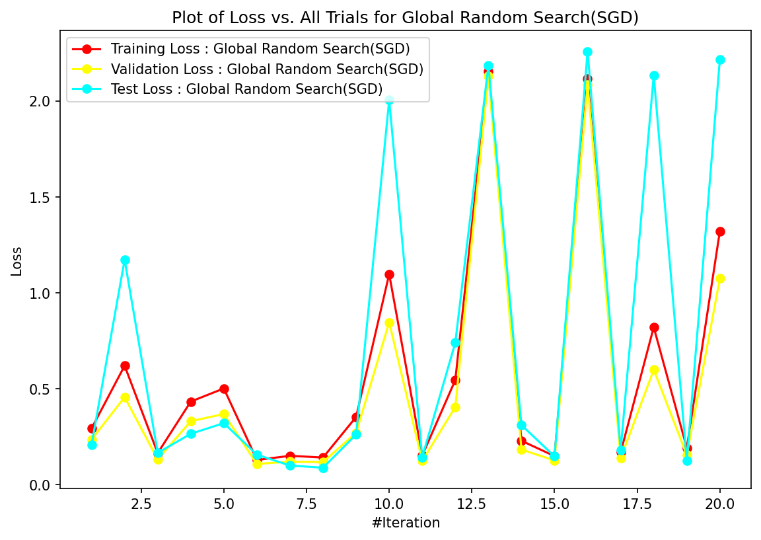 Plot of Loss vs. All Trials for Global Random Search(SGD)
Training Loss : Global Random Search(SGD)
Validation Loss : Global Random Search(SGD)
Test Loss : Global Random Search(SGD)
2.0
1.5
1.0
0.5
0.0
Loss
2.5
5.0
7.5
10.0
12.5
15.0
17.5
20.0
#Iteration